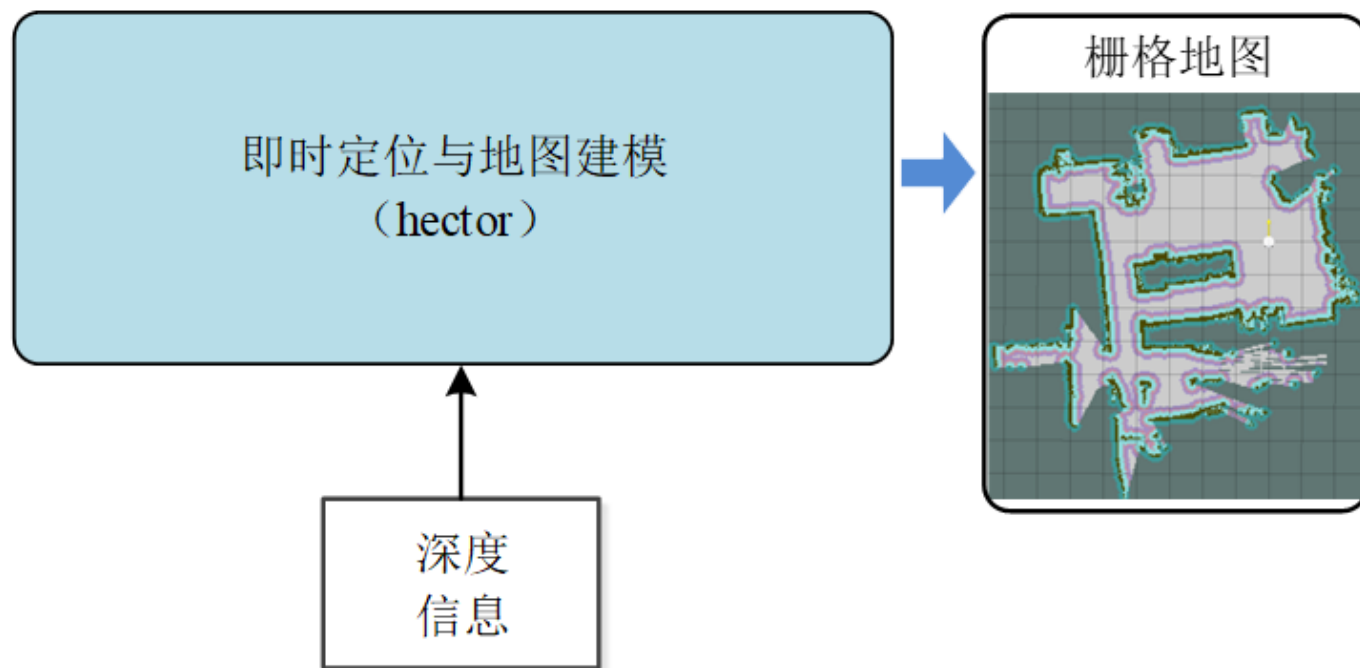 即时定位与地图建模
（hector）
栅格地图
深度
信息